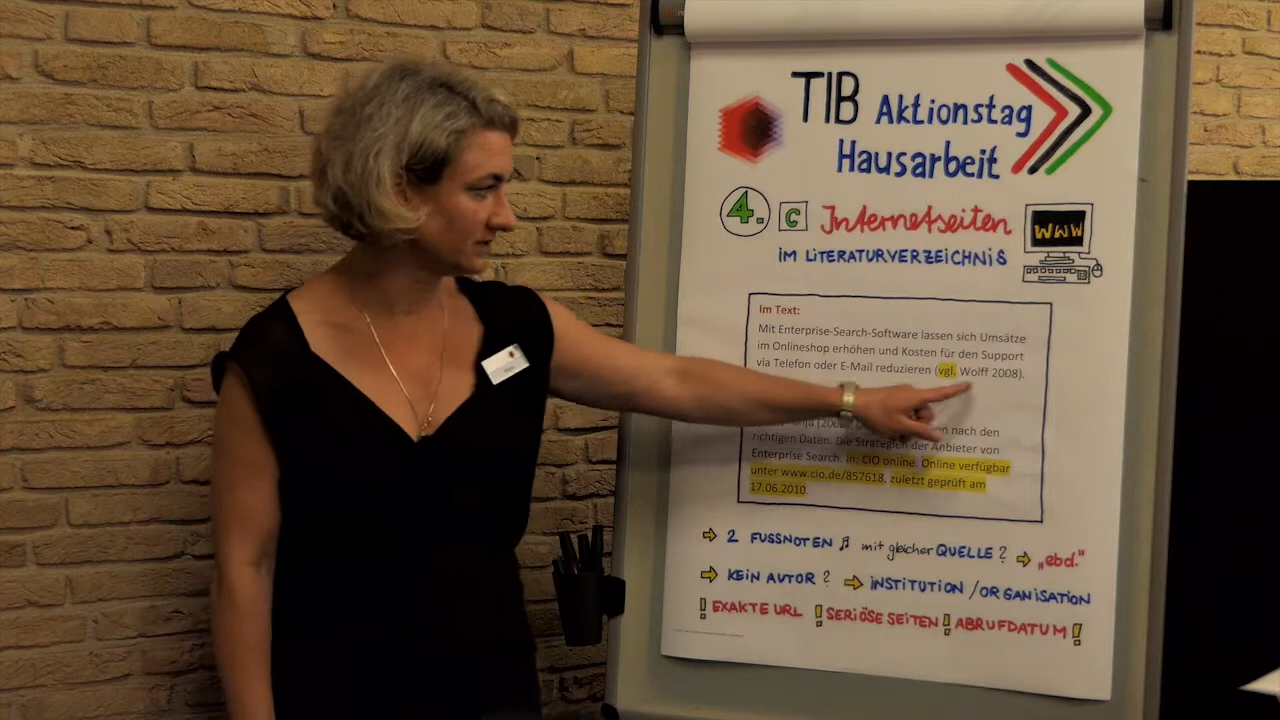 TIB Aktionstag
Hausarbeit
4. C Internetseiten
WWW
IM LITERATURVERZEICHNIS
Im Text:
Mit Enterprise-Search-Software lassen sich Umsätze
im Onlineshop erhöhen und Kosten für den Support
via Telefon oder E-Mail reduzieren (vgl. Wolff 2008).
nach den
richtigen Daten. Die Strategien der Anbieter von
Enterprise Search. In: CIO online. Online verfügbar
unter www.cio.de/857618, zuletzt geprüft am
17.06.2010.
2 FUSSNOTEN mit gleicher QUELLE? "ebd."
KEIN AUTOR? INSTITUTION/ORGANISATION
! EXAKTE URL ! SERIÖSE SEITEN ! ABRUFDATUM !